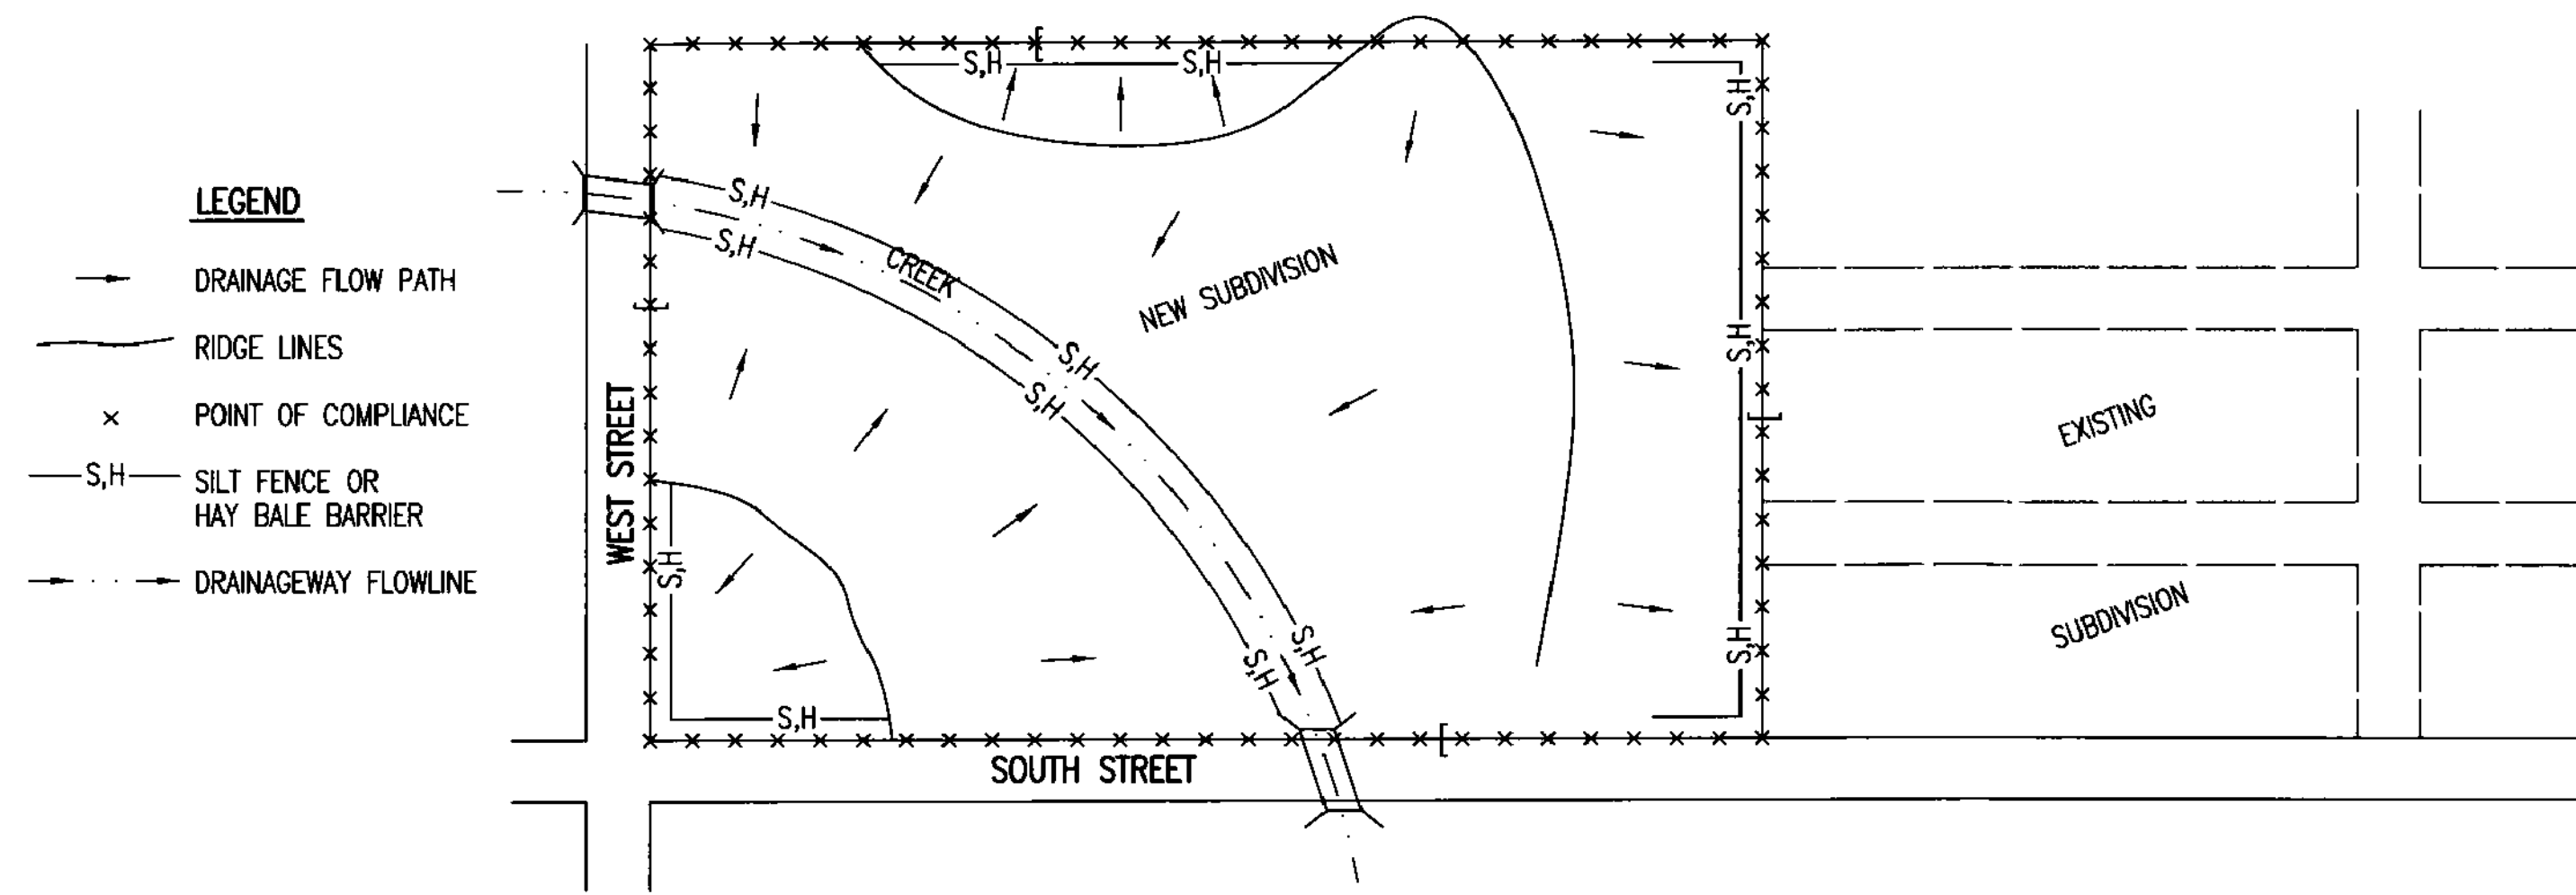 LEGEND
DRAINAGE FLOW PATH
RIDGE LINES
× POINT OF COMPLIANCE
S,H SILT FENCE OR
HAY BALE BARRIER
DRAINAGEWAY FLOWLINE
S,H
S,H
S,H
S,H
S,H
CREEK
NEW SUBDIVISION
S,H
S,H
S,H
WEST STREET
EXISTING
S,H
S,H
S,H
S,H
SUBDIVISION
S,H
SOUTH STREET